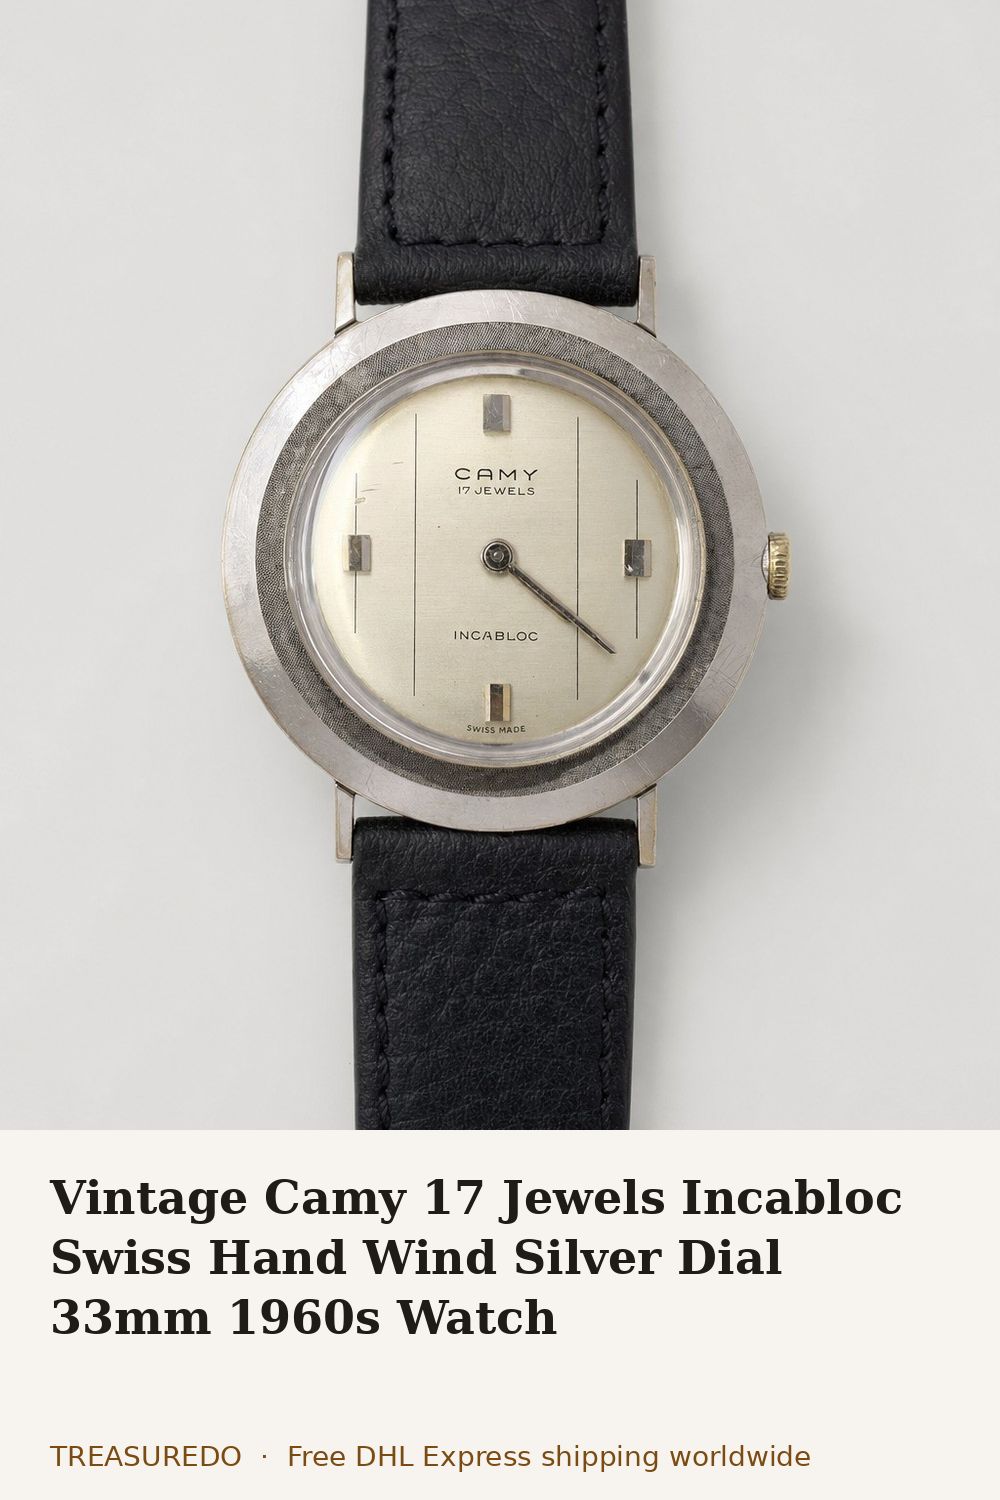 CAMY
17 JEWELS
INCABLOC
SWISS MADE
Vintage Camy 17 Jewels Incabloc
Swiss Hand Wind Silver Dial
33mm 1960s Watch
TREASUREDO · Free DHL Express shipping worldwide